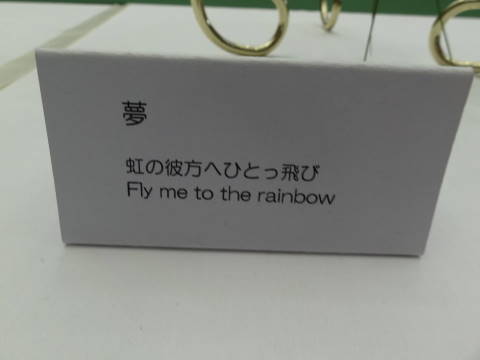 夢
虹の彼方へひとっ飛び
Fly me to the rainbow